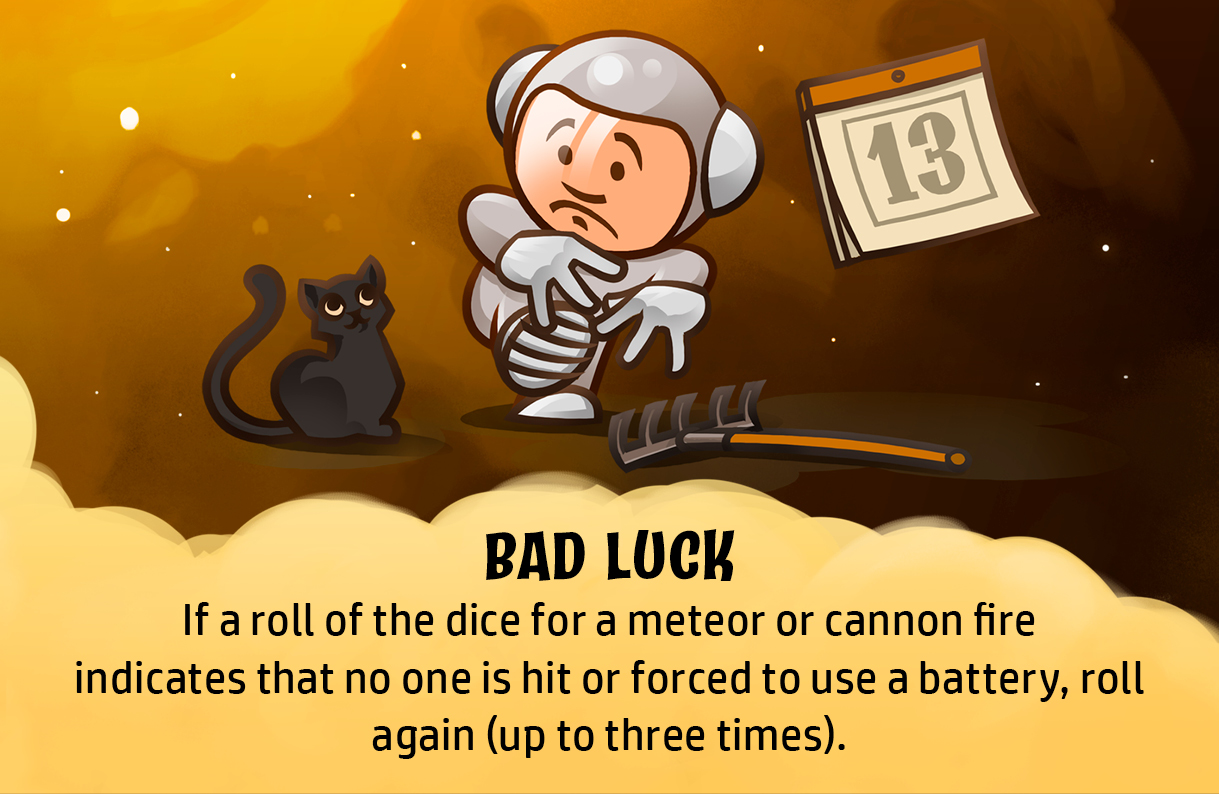 13
BAD LUCK
If a roll of the dice for a meteor or cannon fire
indicates that no one is hit or forced to use a battery, roll
again (up to three times).